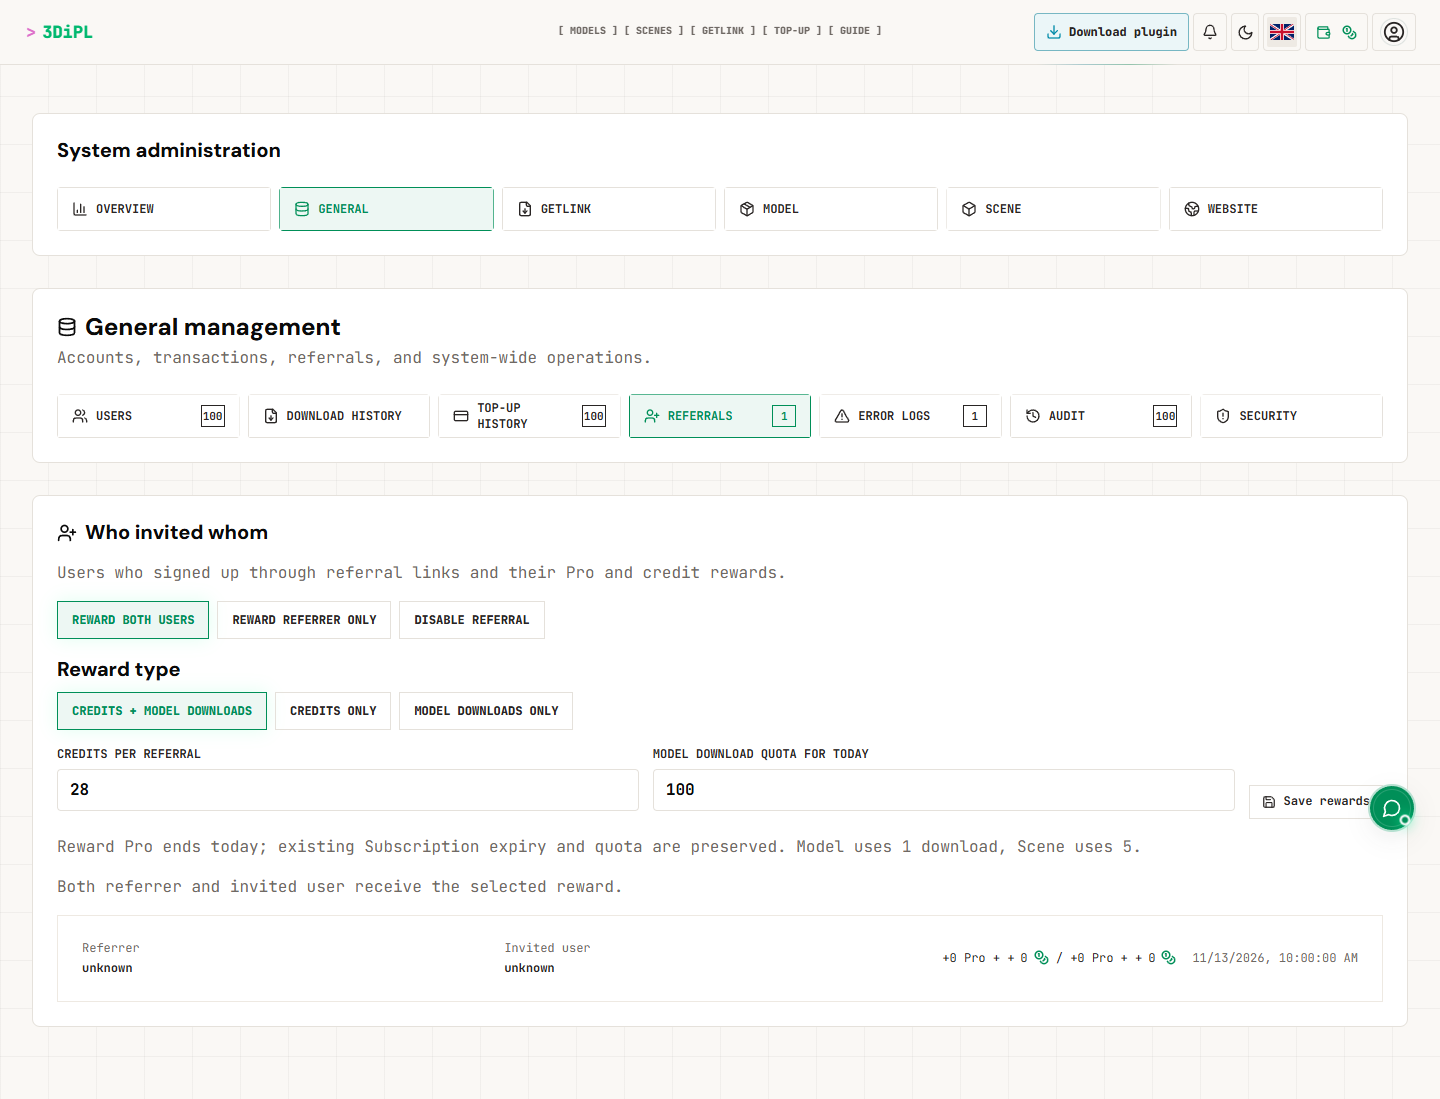 > 3DiPL
[ MODELS ] [ SCENES ] [ GETLINK ] [ TOP-UP ] [ GUIDE ]
Download plugin
System administration
OVERVIEW
GENERAL
GETLINK
MODEL
SCENE
WEBSITE
General management
Accounts, transactions, referrals, and system-wide operations.
USERS 100
DOWNLOAD HISTORY
TOP-UP
HISTORY 100
REFERRALS 1
ERROR LOGS 1
AUDIT 100
SECURITY
Who invited whom
Users who signed up through referral links and their Pro and credit rewards.
REWARD BOTH USERS
REWARD REFERRER ONLY
DISABLE REFERRAL
Reward type
CREDITS + MODEL DOWNLOADS
CREDITS ONLY
MODEL DOWNLOADS ONLY
CREDITS PER REFERRAL
28
MODEL DOWNLOAD QUOTA FOR TODAY
100
Save rewards
Reward Pro ends today; existing Subscription expiry and quota are preserved. Model uses 1 download, Scene uses 5.
Both referrer and invited user receive the selected reward.
Referrer
unknown
Invited user
unknown
+0 Pro + + 0 / +0 Pro + + 0 11/13/2026, 10:00:00 AM